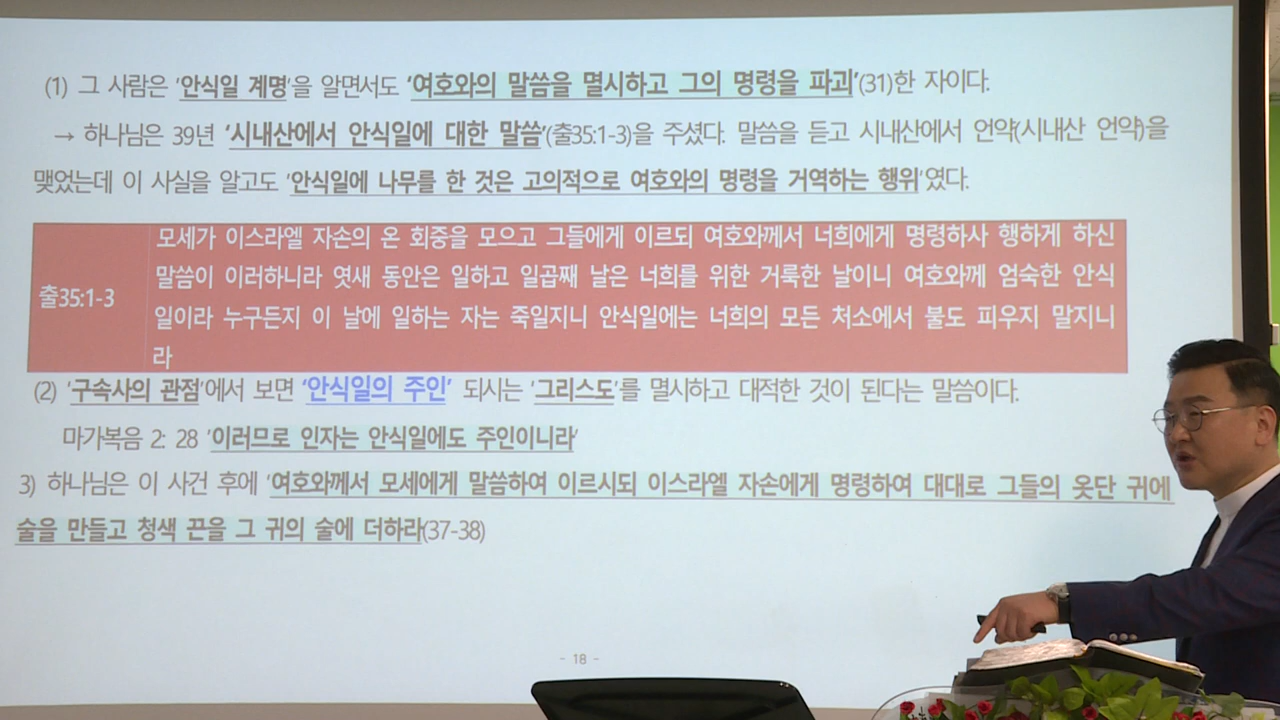 (1) 그 사람은 '안식일 계명'을 알면서도 '여호와의 말씀을 멸시하고 그의 명령을 파괴'(31)한 자이다.
→ 하나님은 39년 '시내산에서 안식일에 대한 말씀'(출35:1-3)을 주셨다. 말씀을 듣고 시내산에서 언약(시내산 언약)을
맺었는데 이 사실을 알고도 '안식일에 나무를 한 것은 고의적으로 여호와의 명령을 거역하는 행위'였다.
모세가 이스라엘 자손의 온 회중을 모으고 그들에게 이르되 여호와께서 너희에게 명령하사 행하게 하신
말씀이 이러하니라 엿새 동안은 일하고 일곱째 날은 너희를 위한 거룩한 날이니 여호와께 엄숙한 안식
출35:1-3
일이라 누구든지 이 날에 일하는 자는 죽일지니 안식일에는 너희의 모든 처소에서 불도 피우지 말지니
라
(2) '구속사의 관점'에서 보면 '안식일의 주인' 되시는 '그리스도'를 멸시하고 대적한 것이 된다는 말씀이다.
마가복음 2: 28 '이러므로 인자는 안식일에도 주인이니라'
3) 하나님은 이 사건 후에 '여호와께서 모세에게 말씀하여 이르시되 이스라엘 자손에게 명령하여 대대로 그들의 옷단 귀에
술을 만들고 청색 끈을 그 귀의 술에 더하라(37-38)
- 18 -